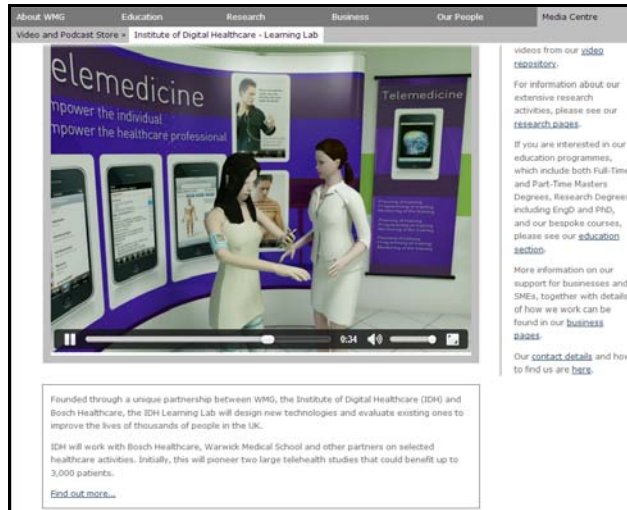 About WMG Education Research Business Our People Media Centre
Video and Podcast Store » Institute of Digital Healthcare - Learning Lab
elemedicine
mpower the individual
mpower the healthcare professional
Telemedicine
0:34
videos from our video
repository.
For information about our
extensive research
activities, please see our
research pages.
If you are interested in our
education programmes,
which include both Full-Time
and Part-Time Masters
Degrees, Research Degrees
including EngD and PhD,
and our bespoke courses,
please see our education
section.
More information on our
support for businesses and
SMEs, together with details
of how we work can be
found in our business
pages.
Our contact details and how
to find us are here.
Founded through a unique partnership between WMG, the Institute of Digital Healthcare (IDH) and
Bosch Healthcare, the IDH Learning Lab will design new technologies and evaluate existing ones to
improve the lives of thousands of people in the UK.
IDH will work with Bosch Healthcare, Warwick Medical School and other partners on selected
healthcare activities. Initially, this will pioneer two large telehealth studies that could benefit up to
3,000 patients.
Find out more...